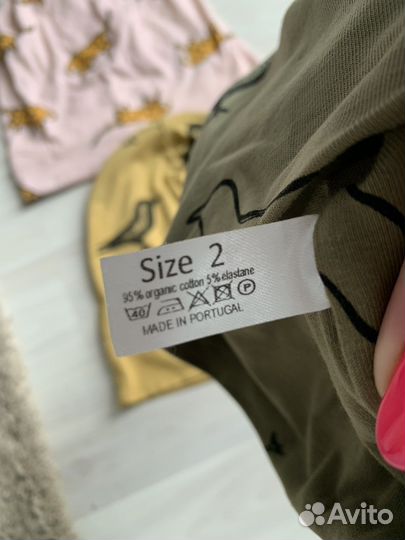 Size 2
95% organic cotton 5% elastane
40 P
MADE IN PORTUGAL
Avito